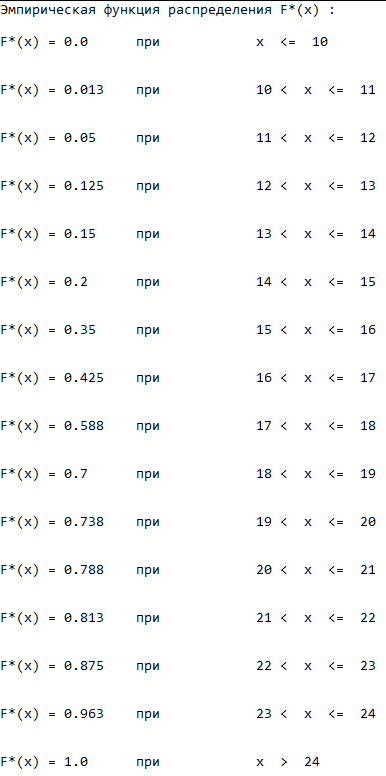 Эмпирическая функция распределения F*(x) :
F*(x) = 0.0 при x <= 10
F*(x) = 0.013 при 10 < x <= 11
F*(x) = 0.05 при 11 < x <= 12
F*(x) = 0.125 при 12 < x <= 13
F*(x) = 0.15 при 13 < x <= 14
F*(x) = 0.2 при 14 < x <= 15
F*(x) = 0.35 при 15 < x <= 16
F*(x) = 0.425 при 16 < x <= 17
F*(x) = 0.588 при 17 < x <= 18
F*(x) = 0.7 при 18 < x <= 19
F*(x) = 0.738 при 19 < x <= 20
F*(x) = 0.788 при 20 < x <= 21
F*(x) = 0.813 при 21 < x <= 22
F*(x) = 0.875 при 22 < x <= 23
F*(x) = 0.963 при 23 < x <= 24
F*(x) = 1.0 при x > 24